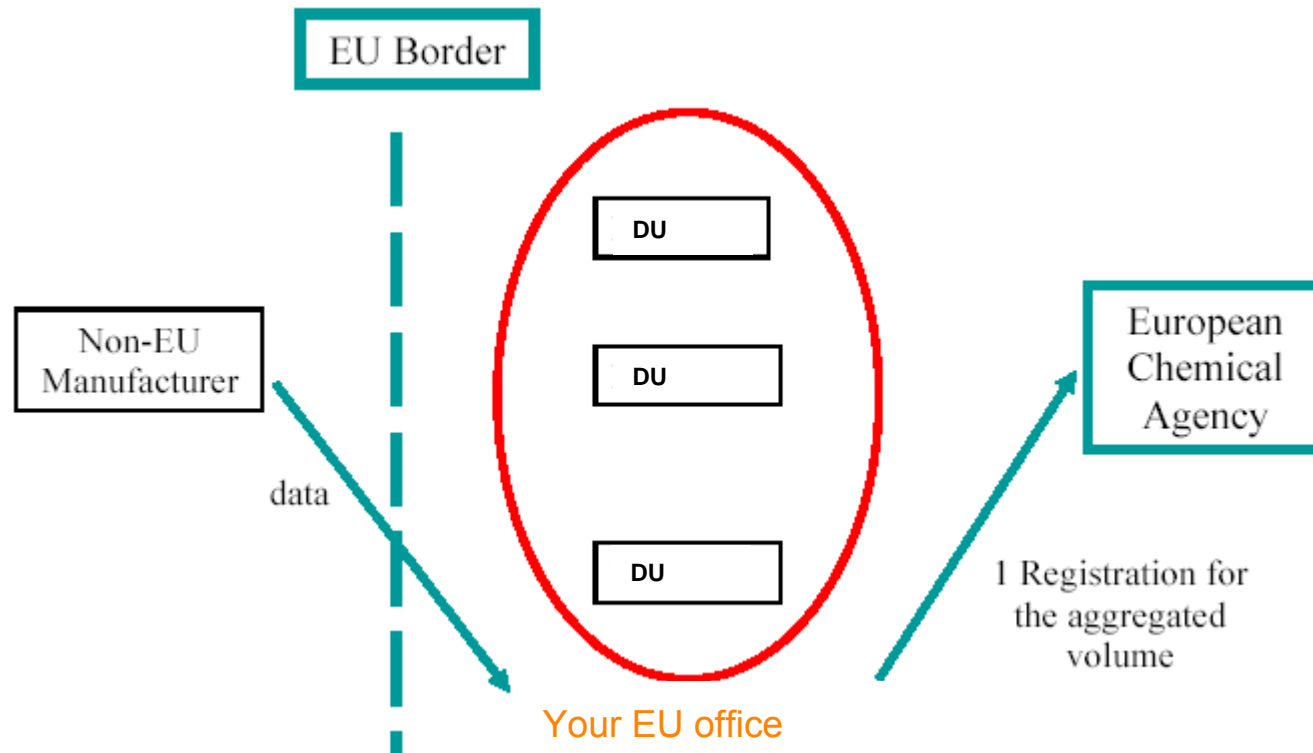 EU Border
DU
DU
DU
Non-EU
Manufacturer
data
European
Chemical
Agency
1 Registration for
the aggregated
volume
Your EU office